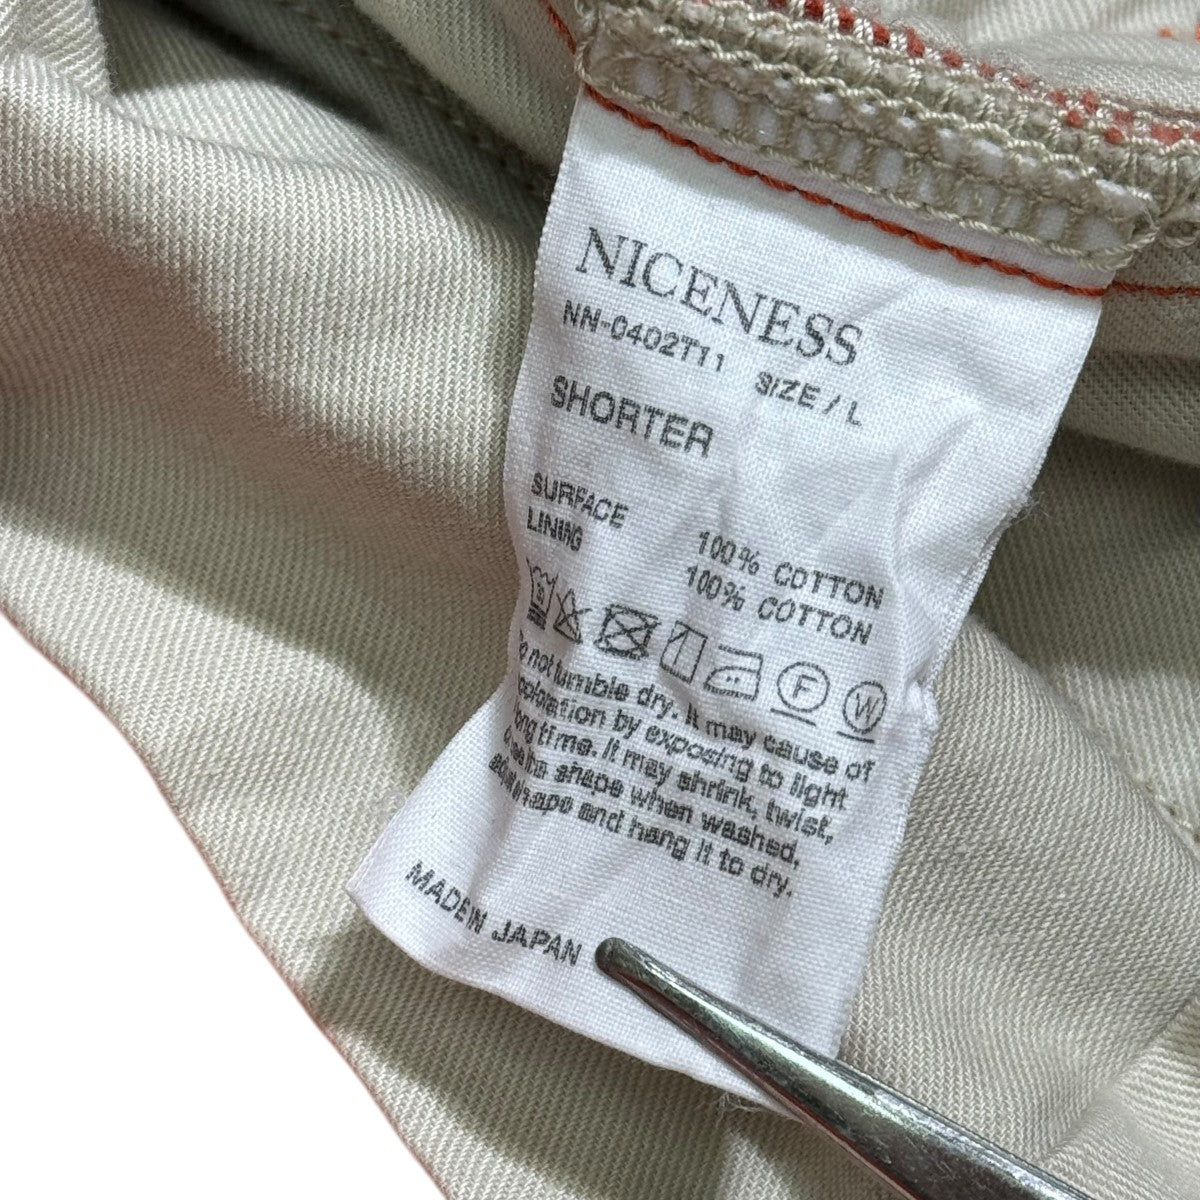 NICENESS
NN-0402T11 SIZE / L
SHORTER
SURFACE 100% COTTON
LINING 100% COTTON
F W
Do not tumble dry. It may cause of
coloration by exposing to light
long time. It may shrink, twist,
the shape when washed,
shape and hang it to dry.
MADE IN JAPAN